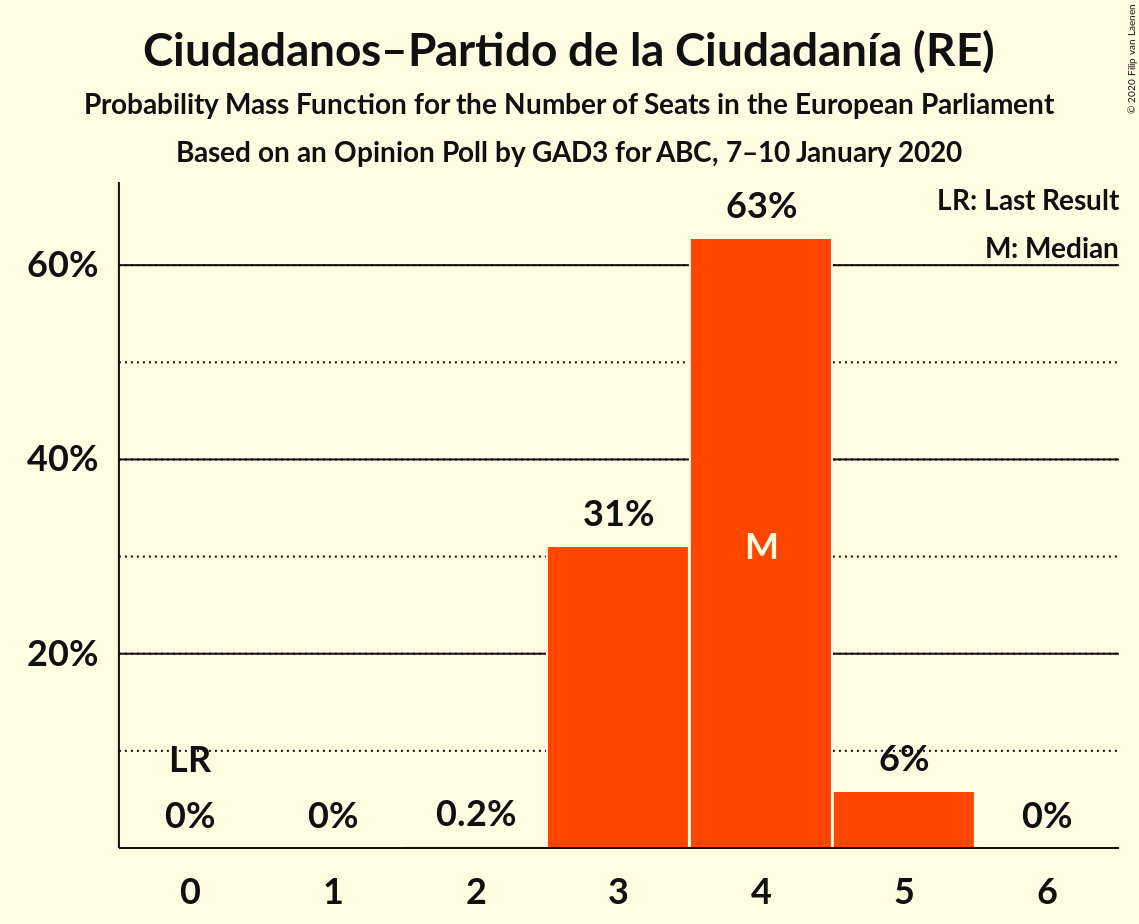 Ciudadanos–Partido de la Ciudadanía (RE)
Probability Mass Function for the Number of Seats in the European Parliament
Based on an Opinion Poll by GAD3 for ABC, 7–10 January 2020
© 2020 Filip van Laenen
LR: Last Result
M: Median
63%
60%
40%
31%
M
20%
LR
6%
0%
0%
0.2%
0%
0
1
2
3
4
5
6